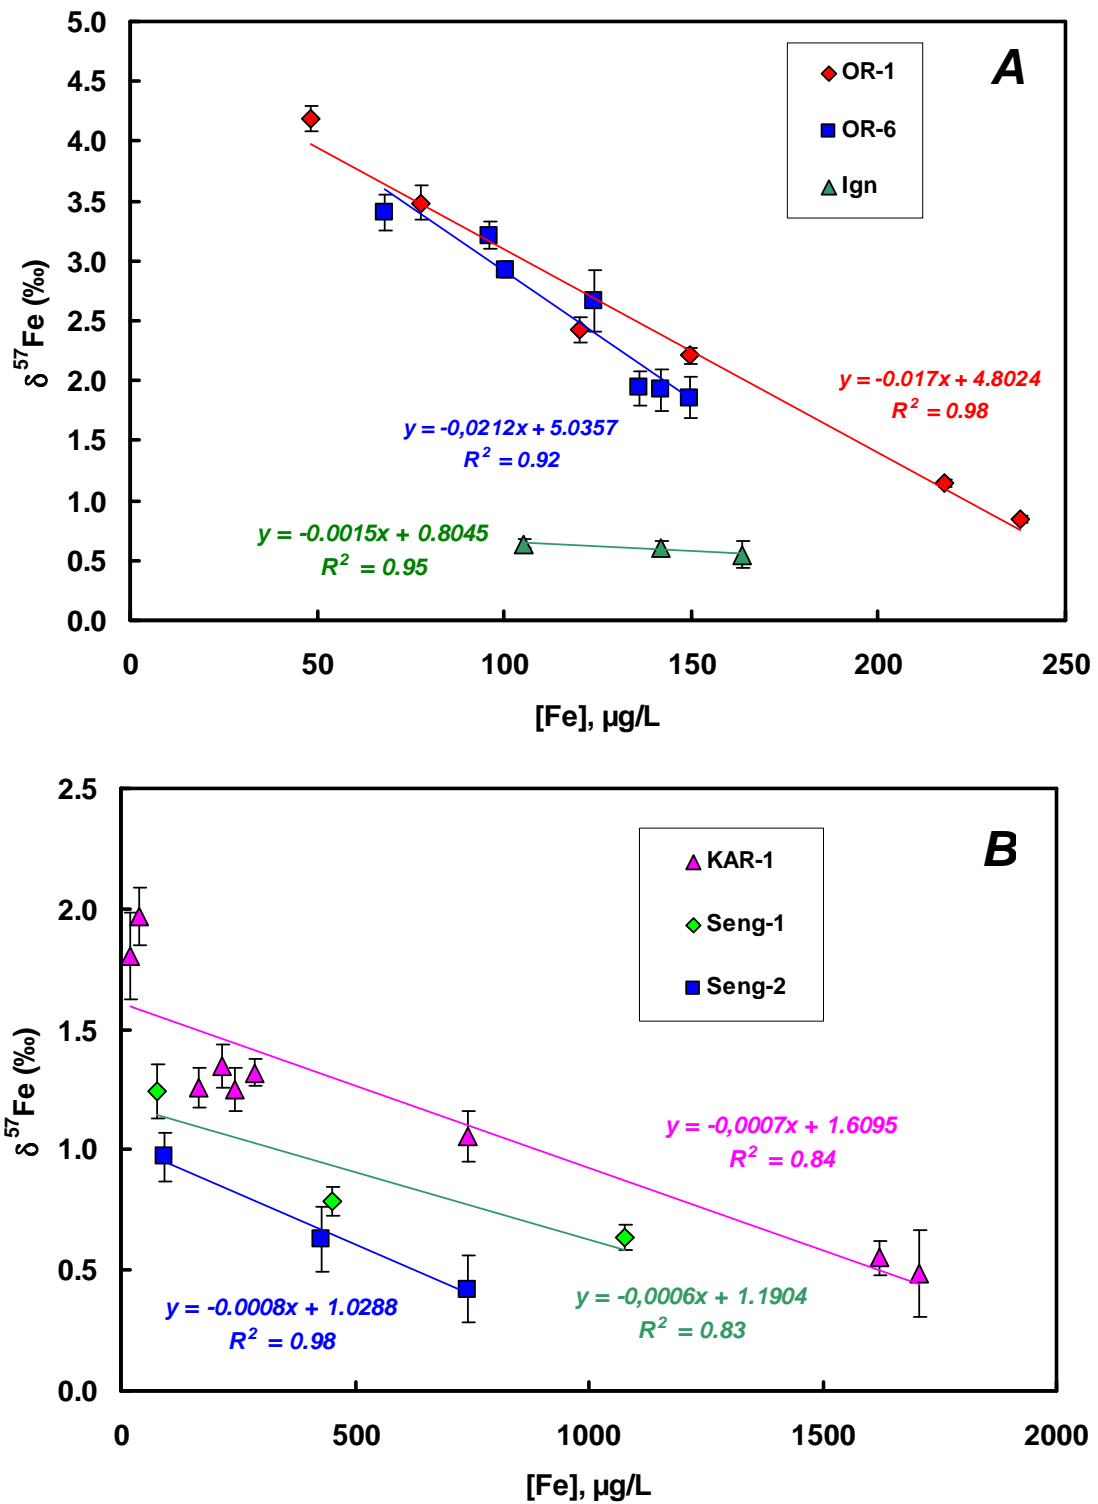 5.0
4.5
4.0
3.5
3.0
2.5
2.0
1.5
1.0
0.5
0.0
δ 57Fe (‰)
A
OR-1
OR-6
Ign
y = -0.017x + 4.8024
R2 = 0.98
y = -0,0212x + 5.0357
R2 = 0.92
y = -0.0015x + 0.8045
R2 = 0.95
0 50 100 150 200 250
[Fe], µg/L
2.5
2.0
1.5
1.0
0.5
0.0
δ 57Fe (‰)
B
KAR-1
Seng-1
Seng-2
y = -0,0007x + 1.6095
R2 = 0.84
y = -0,0006x + 1.1904
R2 = 0.83
y = -0.0008x + 1.0288
R2 = 0.98
0 500 1000 1500 2000
[Fe], µg/L